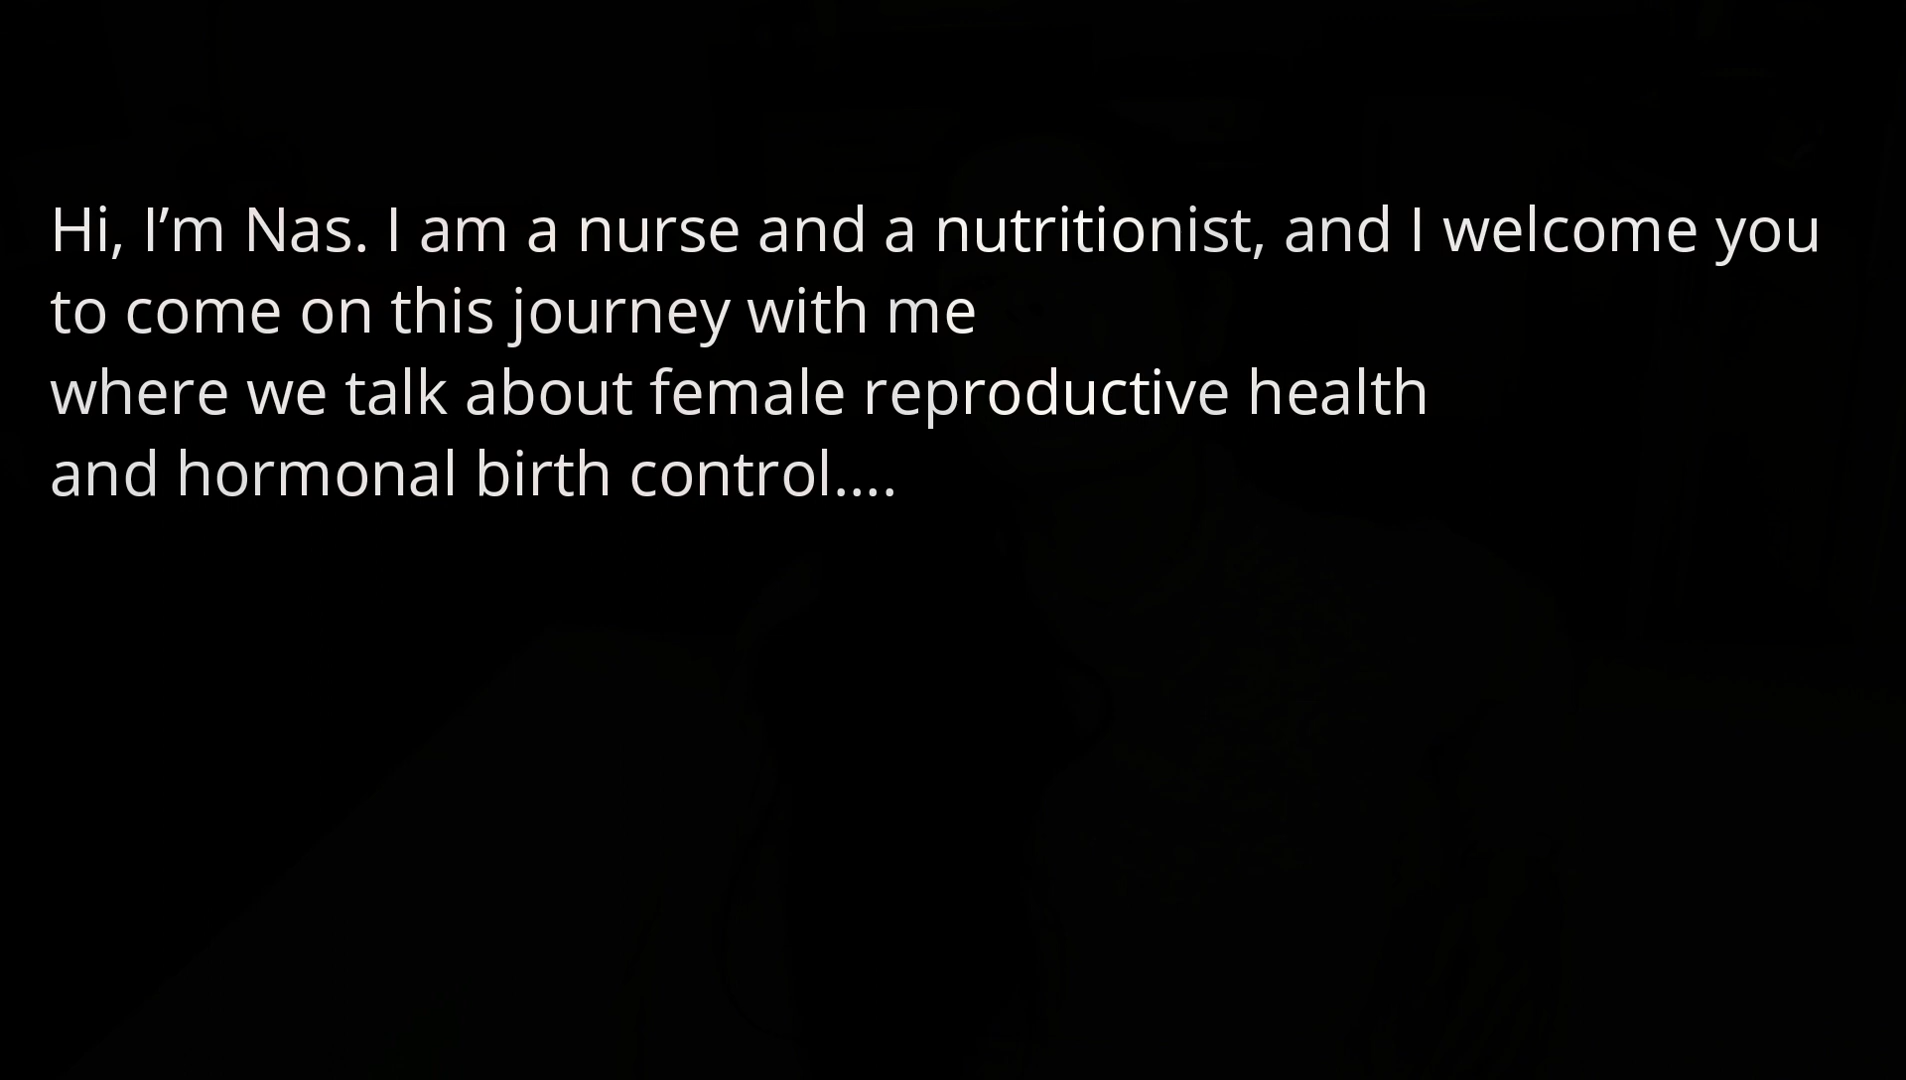 Hi, I’m Nas. I am a nurse and a nutritionist, and I welcome you
to come on this journey with me
where we talk about female reproductive health
and hormonal birth control....